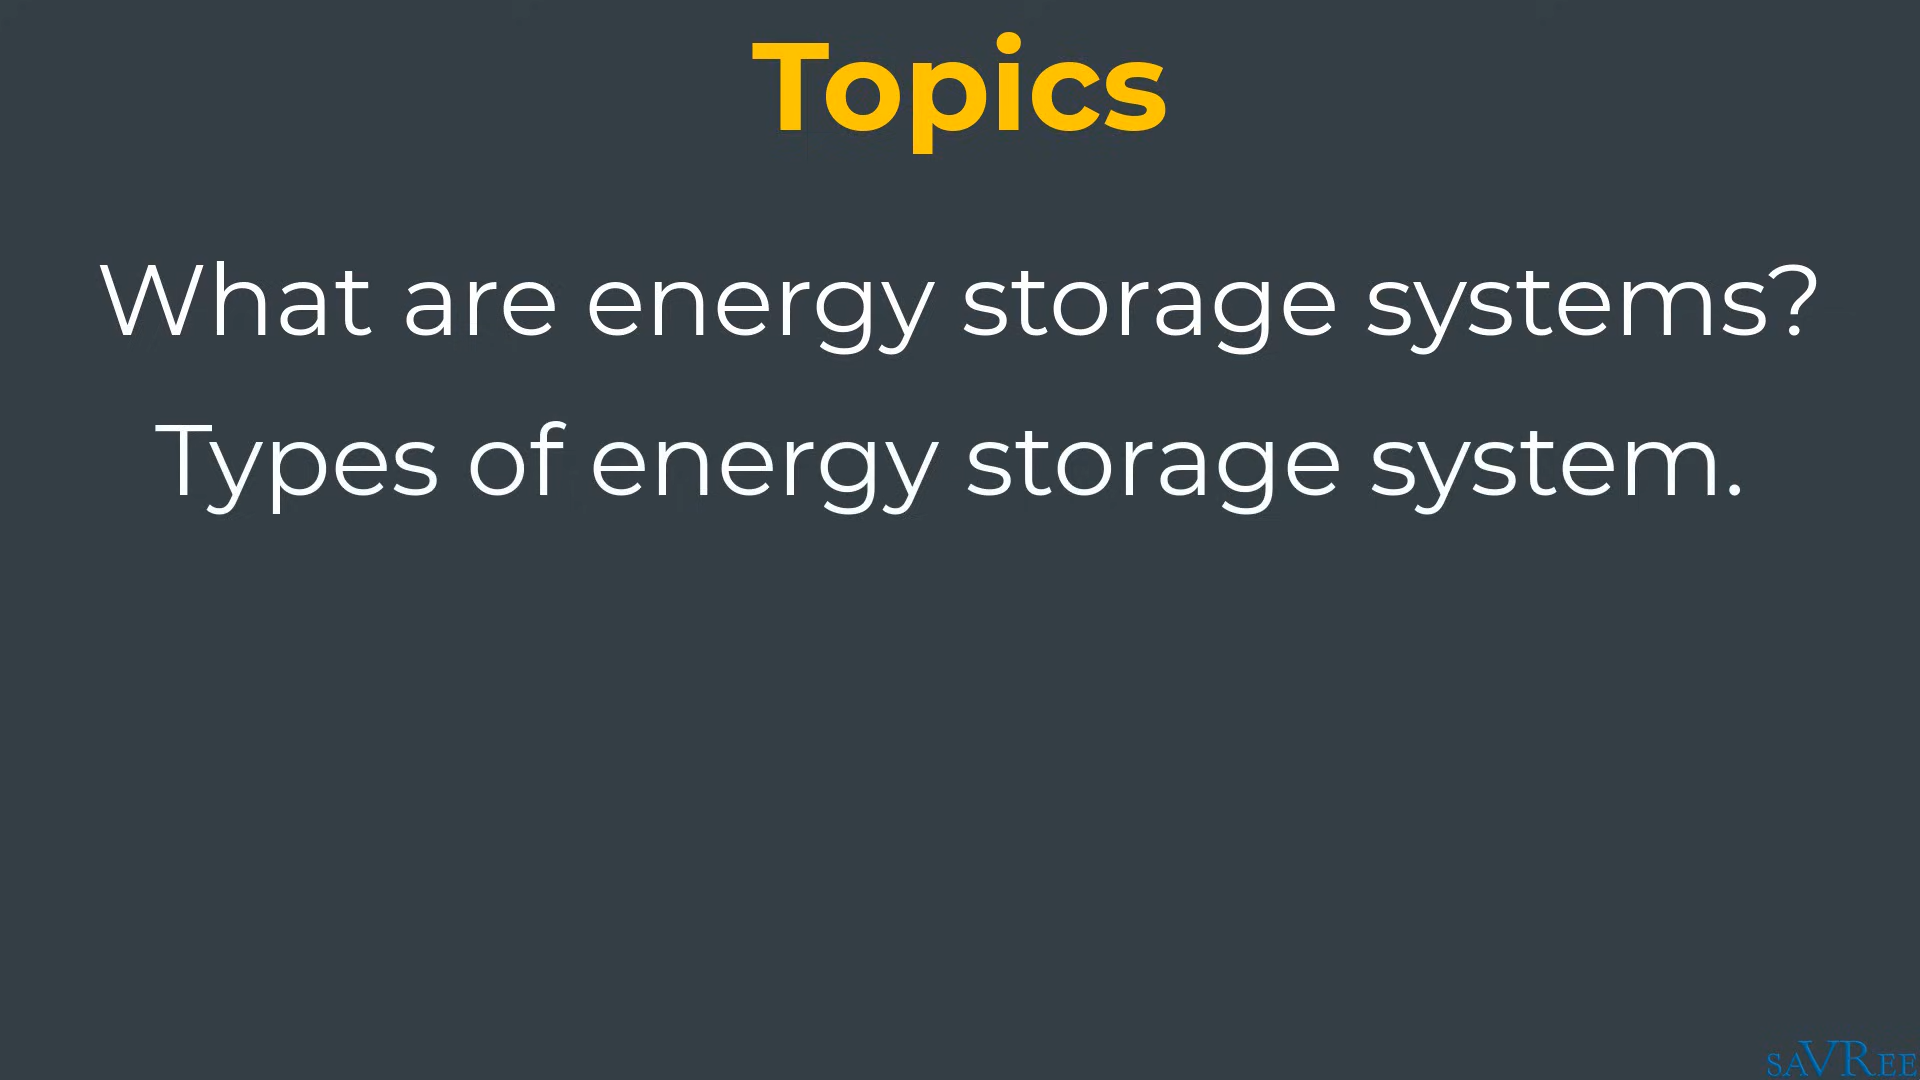 Topics
What are energy storage systems?
Types of energy storage system.
saVRee